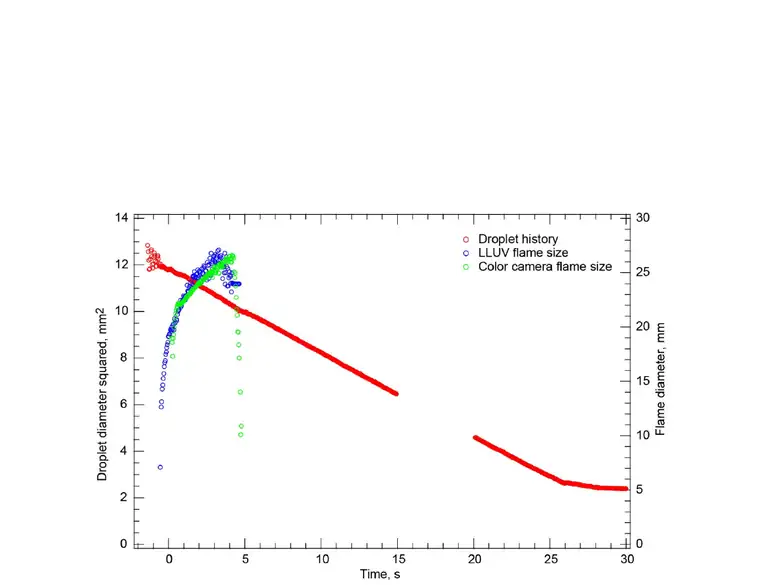 14
12
10
8
6
4
2
0
Droplet diameter squared, mm2
Droplet history
LLUV flame size
Color camera flame size
30
25
20
15
10
5
0
Flame diameter, mm
0 5 10 15 20 25 30
Time, s